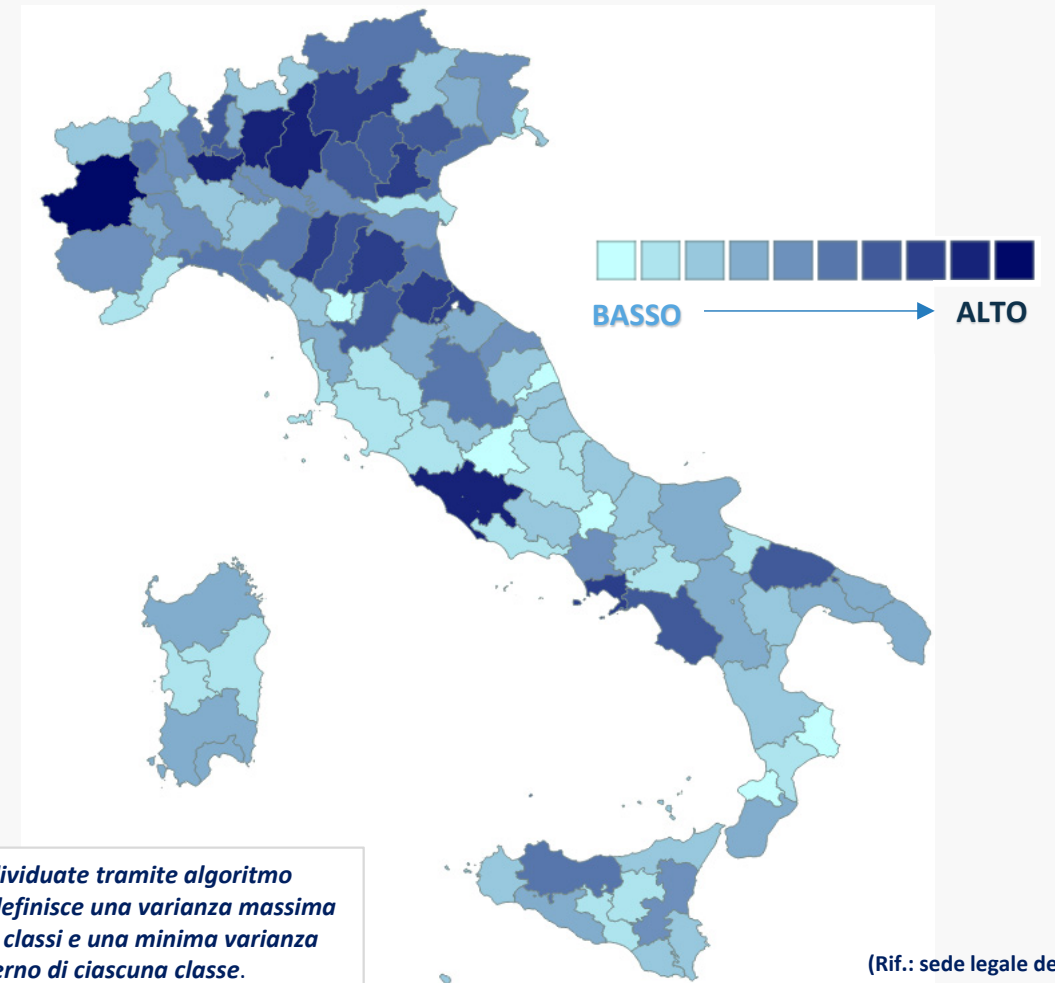 BASSO
ALTO
ividuate tramite algoritmo
definisce una varianza massima
classi e una minima varianza
erno di ciascuna classe.
(Rif.: sede legale de